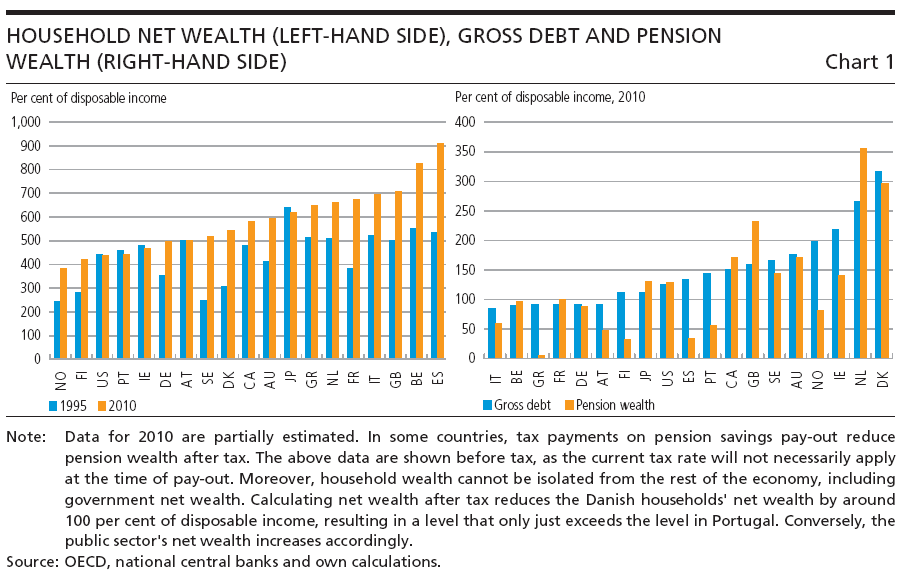 HOUSEHOLD NET WEALTH (LEFT-HAND SIDE), GROSS DEBT AND PENSION
WEALTH (RIGHT-HAND SIDE) Chart 1
Per cent of disposable income
1,000
900
800
700
600
500
400
300
200
100
0
NO FI US PT IE DE AT SE DK CA AU JP GR NL FR IT GB BE ES
1995 2010
Per cent of disposable income, 2010
400
350
300
250
200
150
100
50
0
IT BE GR FR DE AT FI JP US ES PT CA GB SE AU NO IE NL DK
Gross debt Pension wealth
Note: Data for 2010 are partially estimated. In some countries, tax payments on pension savings pay-out reduce
pension wealth after tax. The above data are shown before tax, as the current tax rate will not necessarily apply
at the time of pay-out. Moreover, household wealth cannot be isolated from the rest of the economy, including
government net wealth. Calculating net wealth after tax reduces the Danish households' net wealth by around
100 per cent of disposable income, resulting in a level that only just exceeds the level in Portugal. Conversely, the
public sector's net wealth increases accordingly.
Source: OECD, national central banks and own calculations.